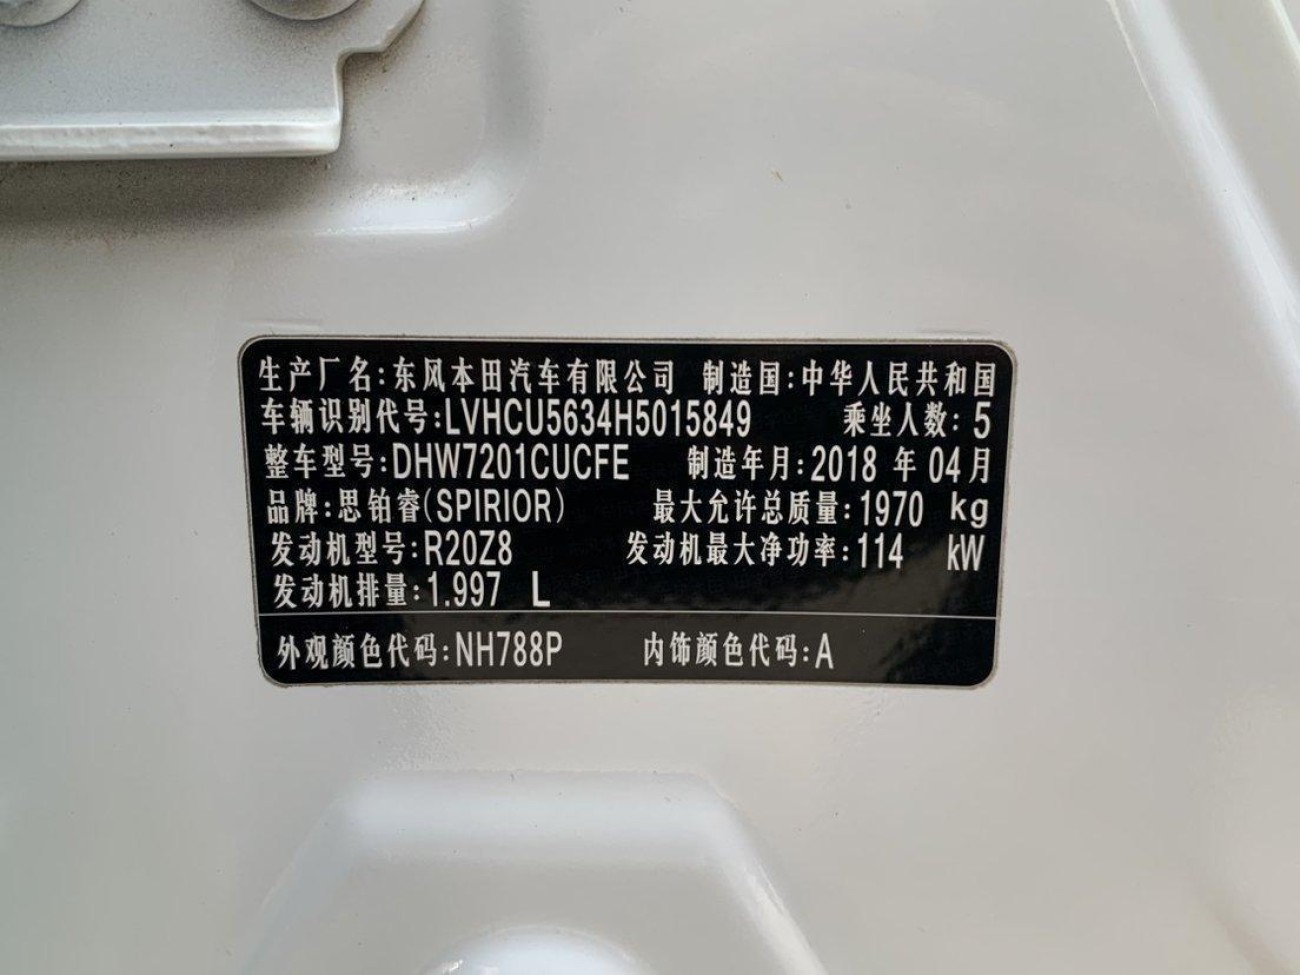 生产厂名:东风本田汽车有限公司 制造国:中华人民共和国
车辆识别代号:LVHCU5634H5015849 乘坐人数:5
整车型号:DHW7201CUCFE 制造年月:2018 年 04 月
品牌:思铂睿(SPIRIOR) 最大允许总质量:1970 kg
发动机型号:R20Z8 发动机最大净功率:114 kW
发动机排量:1.997 L
外观颜色代码:NH788P 内饰颜色代码:A